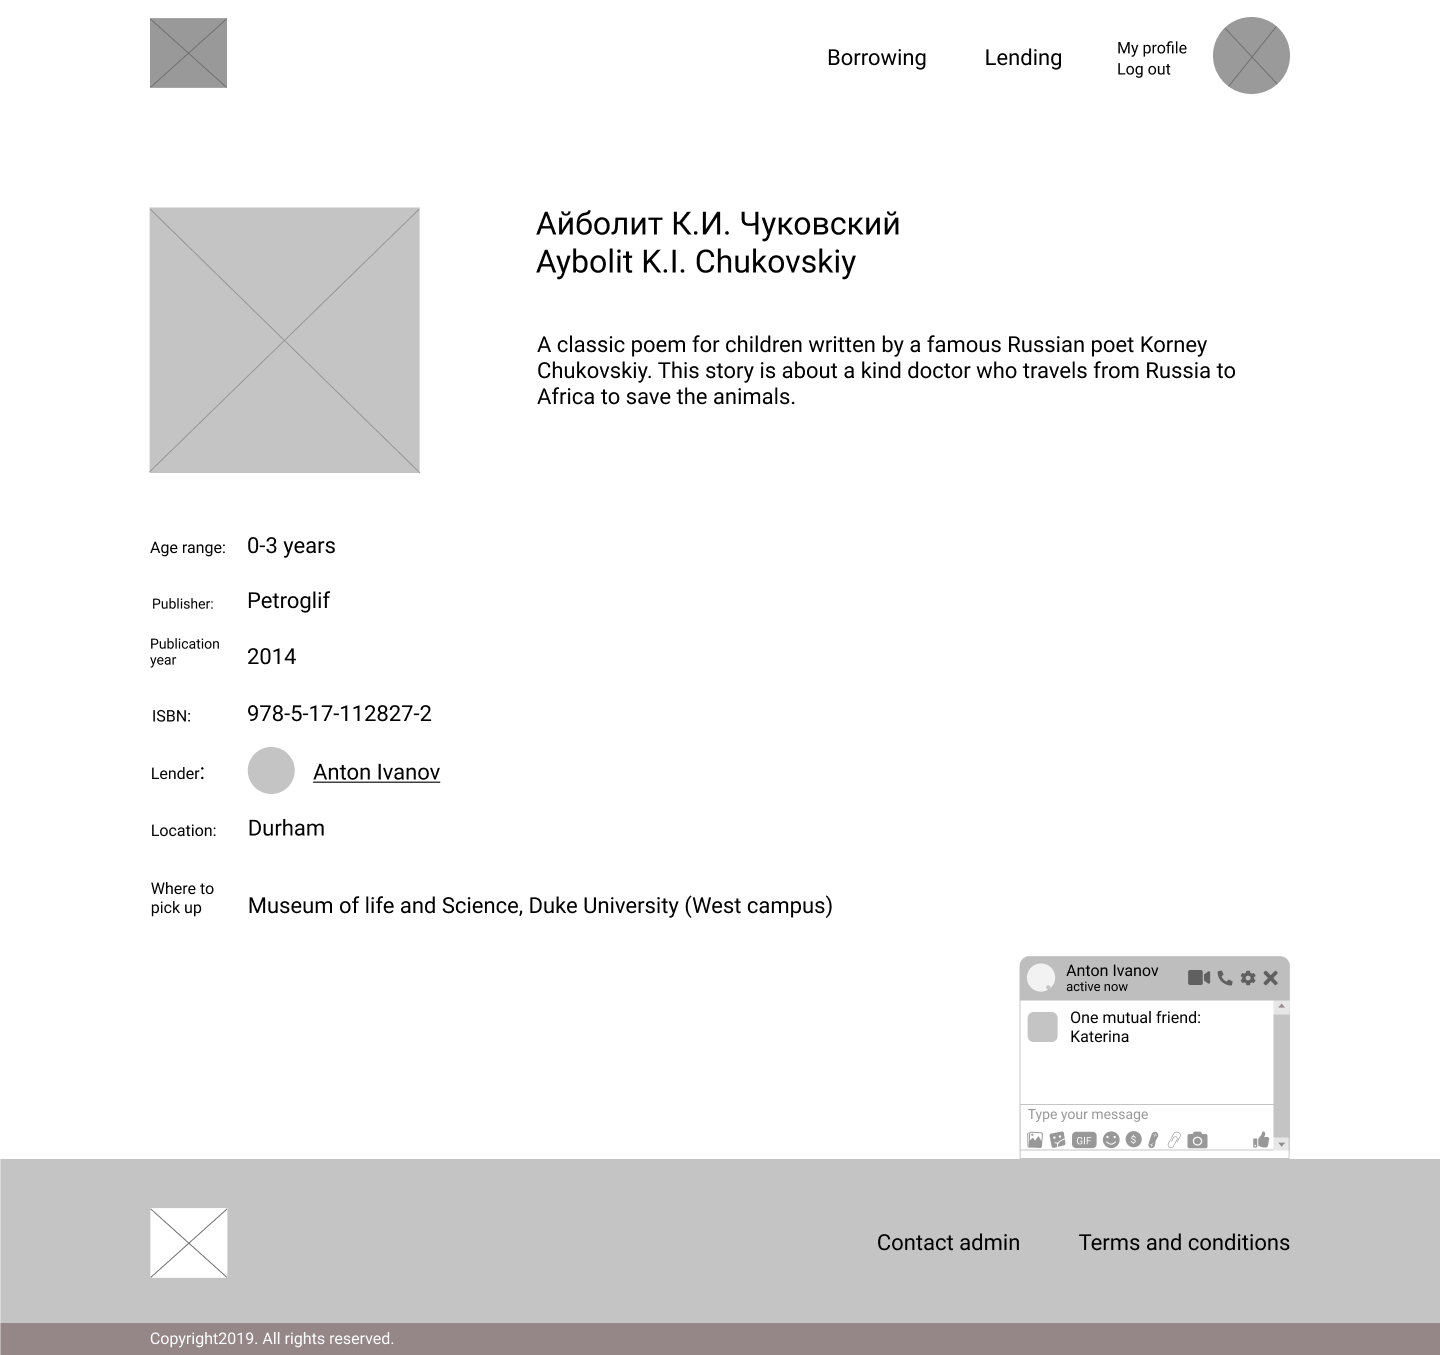 Borrowing
Lending
My profile
Log out
Айболит К.И. Чуковский
Aybolit K.I. Chukovskiy
A classic poem for children written by a famous Russian poet Korney
Chukovskiy. This story is about a kind doctor who travels from Russia to
Africa to save the animals.
Age range: 0-3 years
Publisher: Petroglif
Publication
year 2014
ISBN: 978-5-17-112827-2
Lender: Anton Ivanov
Location: Durham
Where to
pick up Museum of life and Science, Duke University (West campus)
Anton Ivanov
active now
One mutual friend:
Katerina
Type your message
GIF
$
Contact admin
Terms and conditions
Copyright2019. All rights reserved.